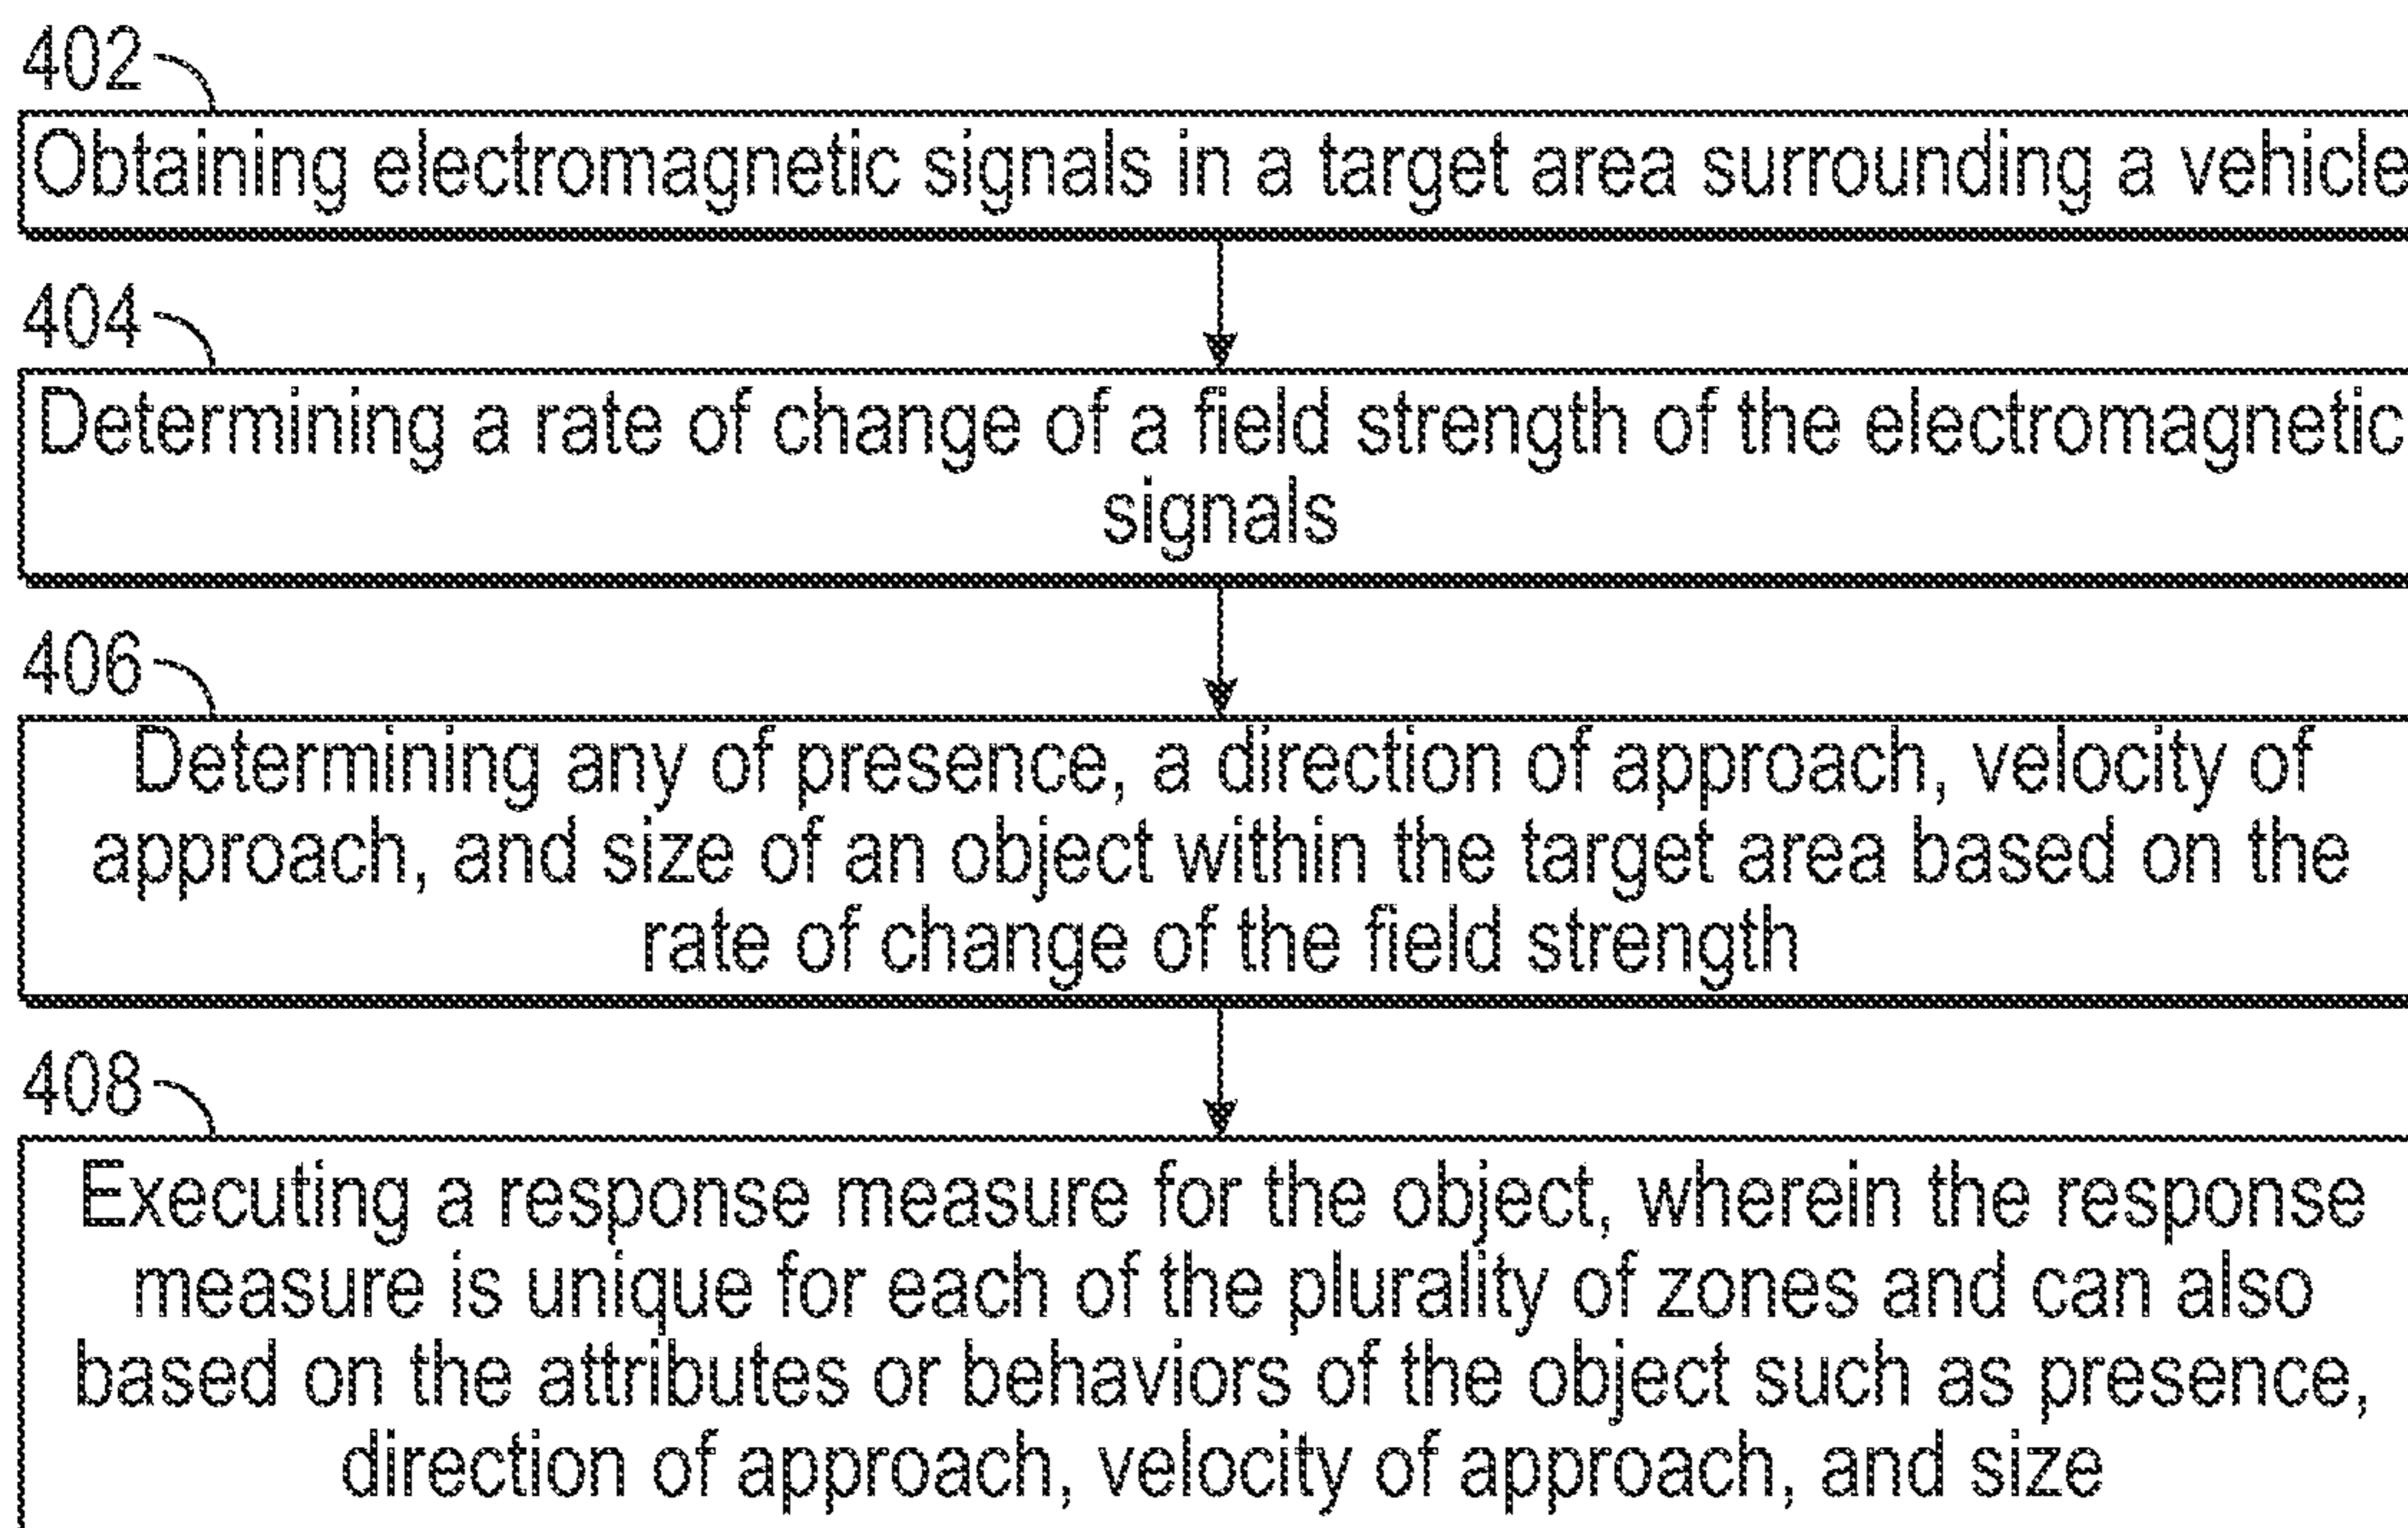 402
Obtaining electromagnetic signals in a target area surrounding a vehicle
404
Determining a rate of change of a field strength of the electromagnetic
signals
406
Determining any of presence, a direction of approach, velocity of
approach, and size of an object within the target area based on the
rate of change of the field strength
408
Executing a response measure for the object, wherein the response
measure is unique for each of the plurality of zones and can also
based on the attributes or behaviors of the object such as presence,
direction of approach, velocity of approach, and size